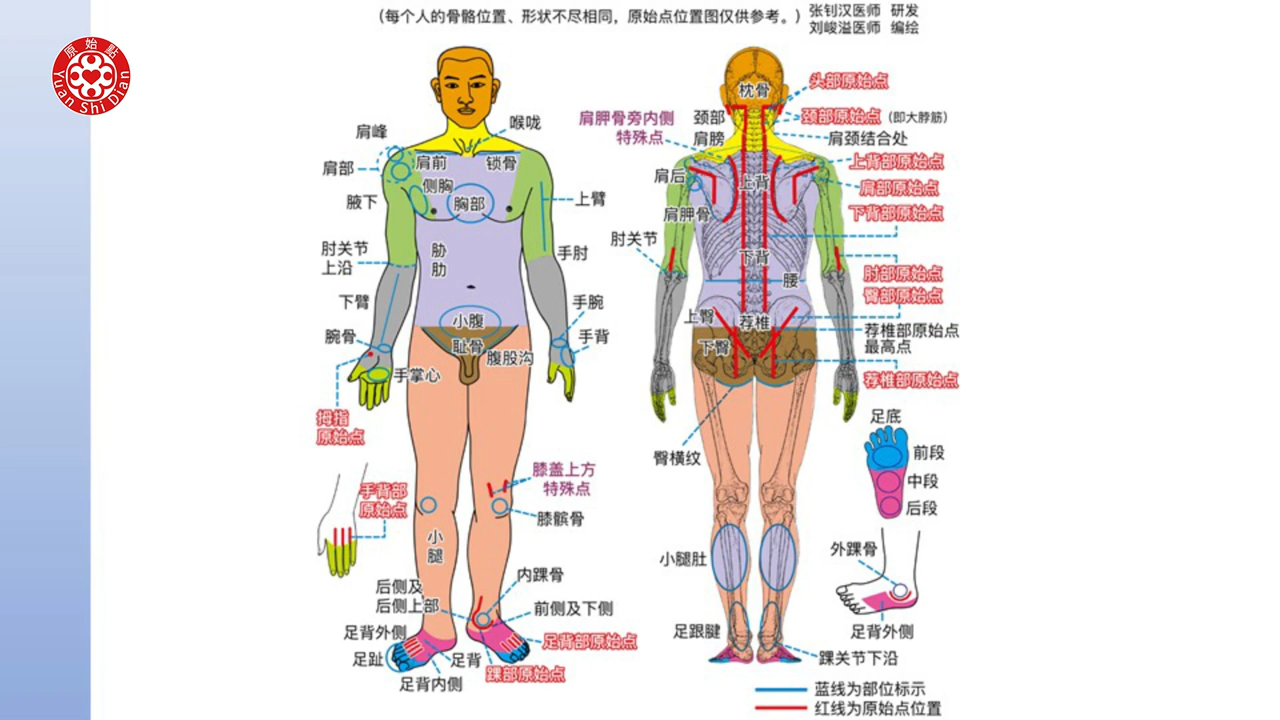 (每个人的骨骼位置、形状不尽相同，原始点位置图仅供参考。)
张钊汉医师 研发
刘峻溢医师 编绘
原始點
Yuan Shi Dian
喉咙
肩峰
肩前
锁骨
肩部
侧胸
腋下
胸部
上臂
肘关节
上沿
胁
肋
手肘
下臂
手腕
小腹
腕骨
耻骨
腹股沟
手背
手掌心
拇指
原始点
手背部
原始点
膝盖上方
特殊点
膝髌骨
小
腿
内踝骨
后侧及
后侧上部
前侧及下侧
足背外侧
足背部原始点
足趾
足背
踝部原始点
足背内侧
枕骨
头部原始点
肩胛骨旁内侧
特殊点
颈部
颈部原始点
(即大脖筋)
肩膀
肩颈结合处
上背部原始点
肩后
上背
肩部原始点
肩胛骨
下背部原始点
肘关节
下背
腰
肘部原始点
臀部原始点
上臀
荐椎
荐椎部原始点
最高点
下臀
荐椎部原始点
臀横纹
足底
前段
中段
后段
小腿肚
外踝骨
足跟腱
足背外侧
踝关节下沿
蓝线为部位标示
红线为原始点位置